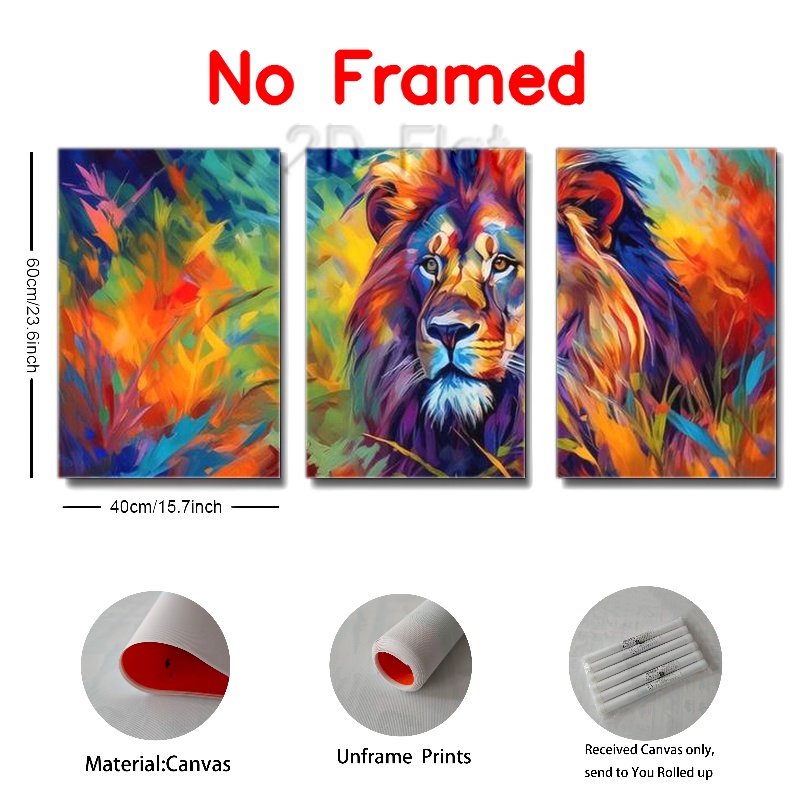 No Framed
2D Flat
60cm/23.6inch
40cm/15.7inch
Material:Canvas
Unframe Prints
Received Canvas only,
send to You Rolled up